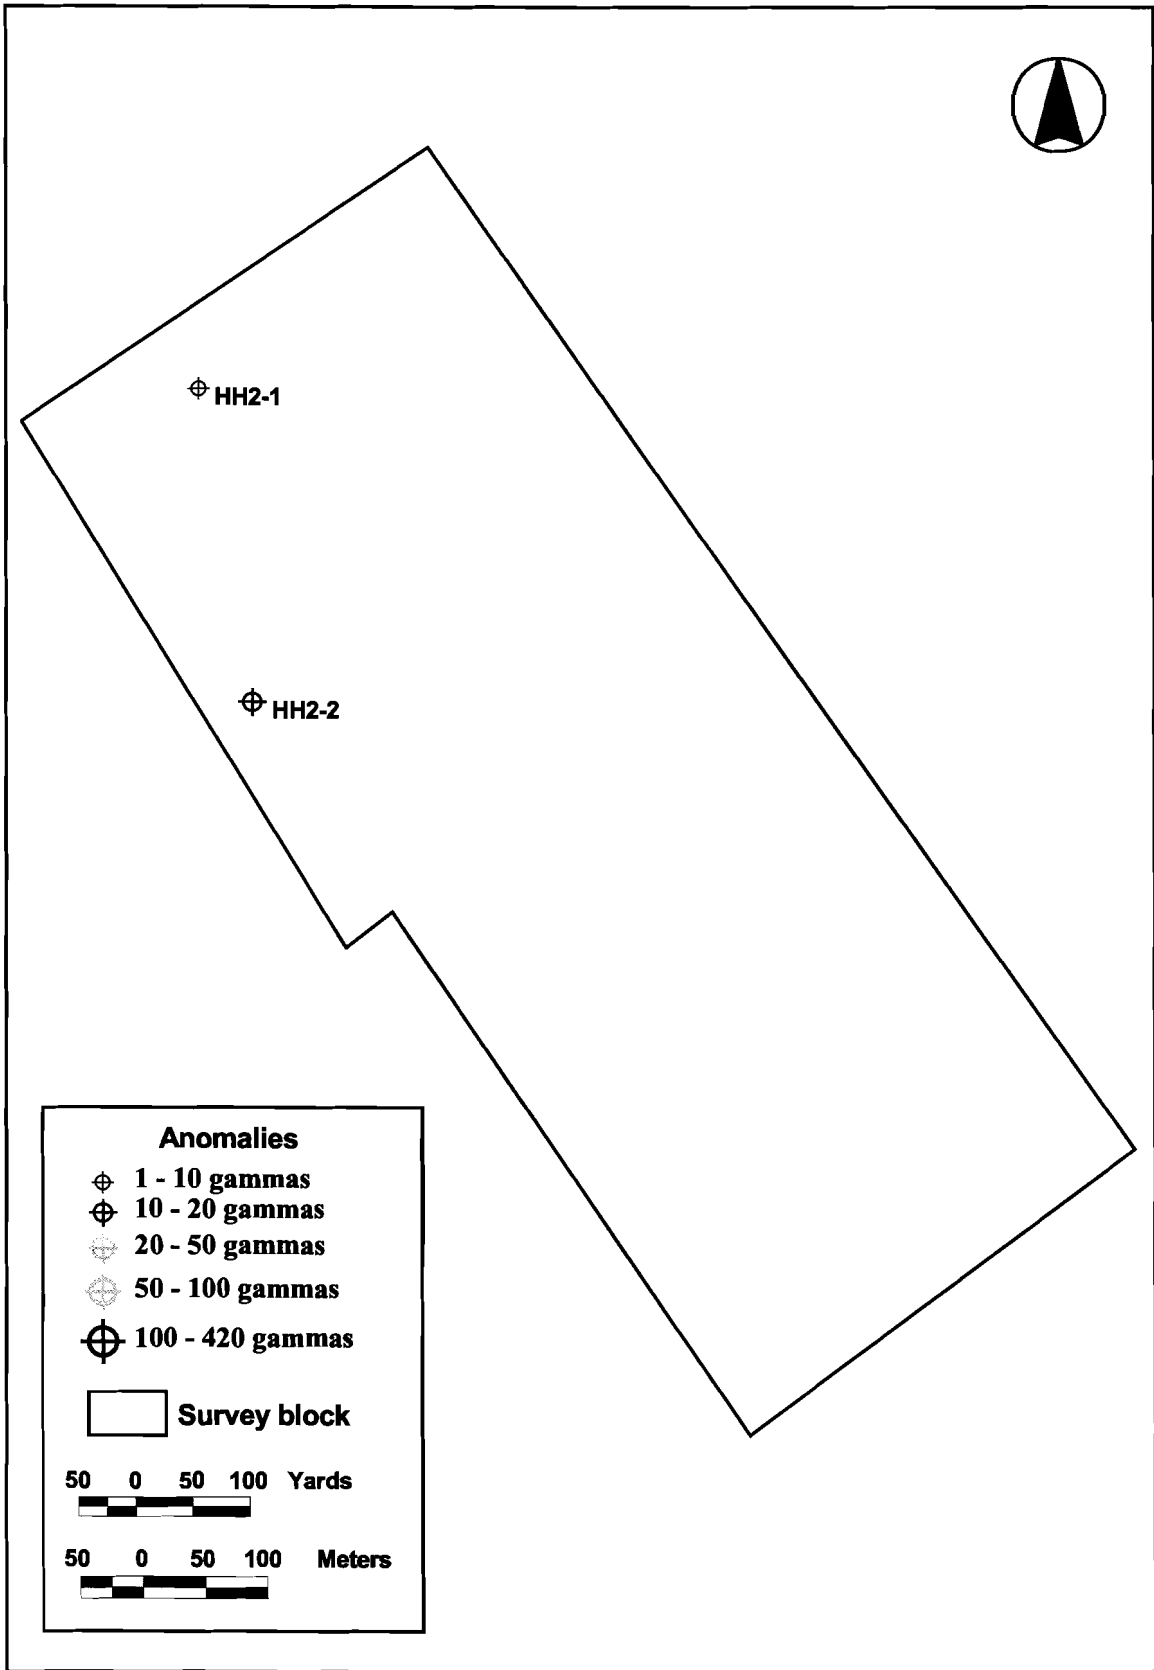 HH2-1
HH2-2
Anomalies
1 - 10 gammas
10 - 20 gammas
20 - 50 gammas
50 - 100 gammas
100 - 420 gammas
Survey block
50 0 50 100 Yards
50 0 50 100 Meters